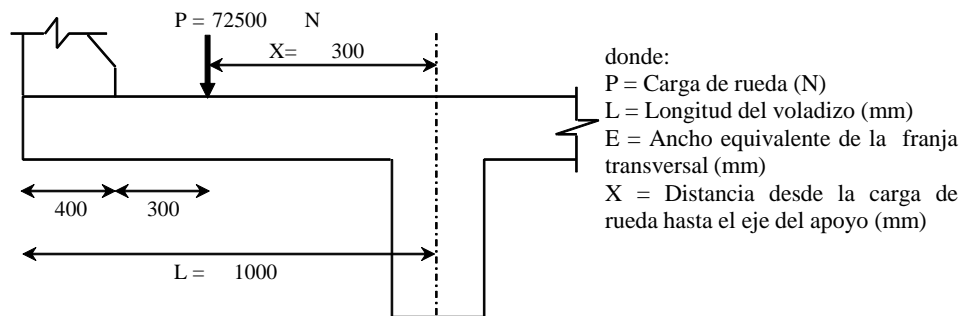 P = 72500 N
X= 300
400 300
L = 1000
donde:
P = Carga de rueda (N)
L = Longitud del voladizo (mm)
E = Ancho equivalente de la franja
transversal (mm)
X = Distancia desde la carga de
rueda hasta el eje del apoyo (mm)